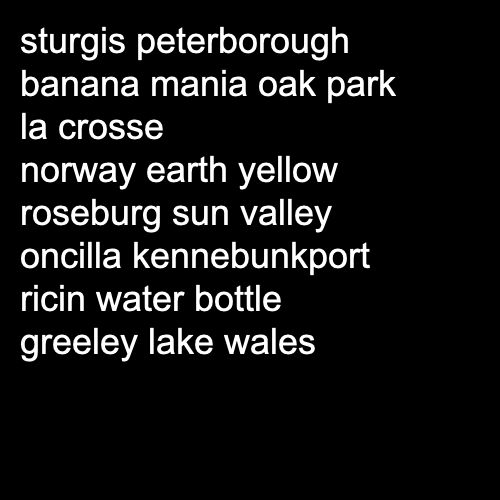 sturgis peterborough
banana mania oak park
la crosse
norway earth yellow
roseburg sun valley
oncilla kennebunkport
ricin water bottle
greeley lake wales